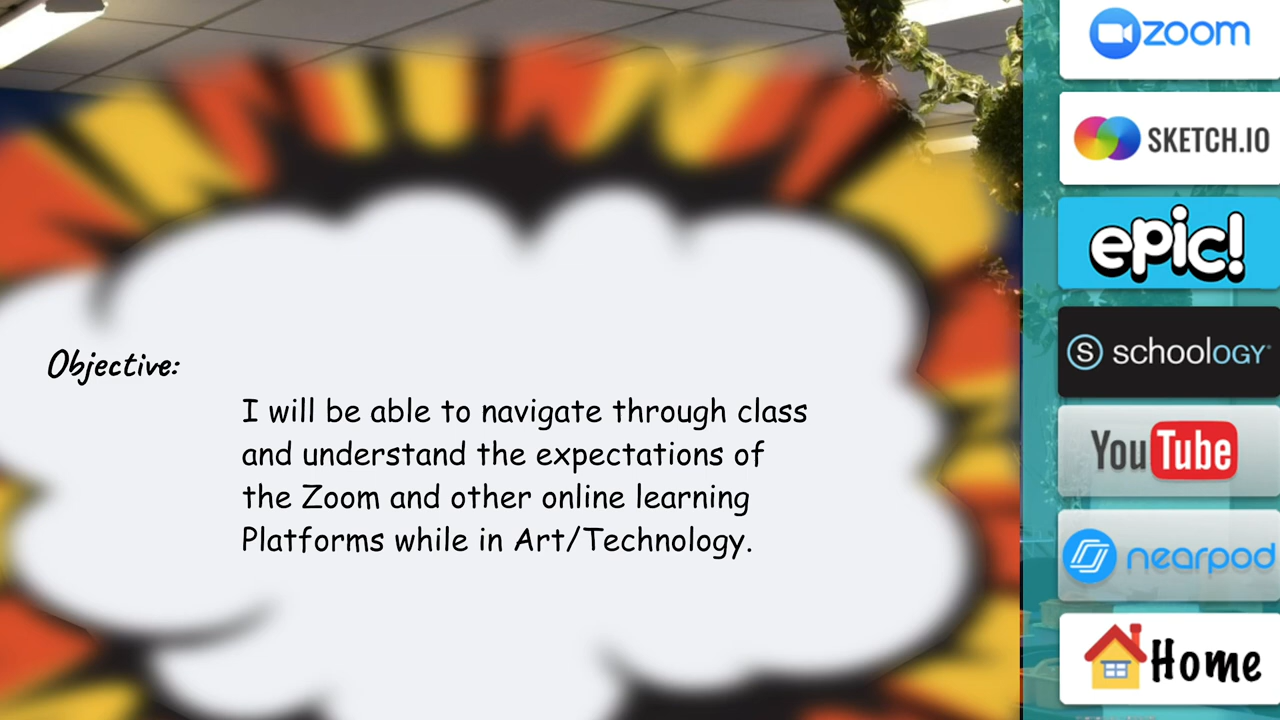 zoom
SKETCH.IO
epic!
S schoology
Objective:
YouTube
I will be able to navigate through class
and understand the expectations of
the Zoom and other online learning
Platforms while in Art/Technology.
nearpod
Home